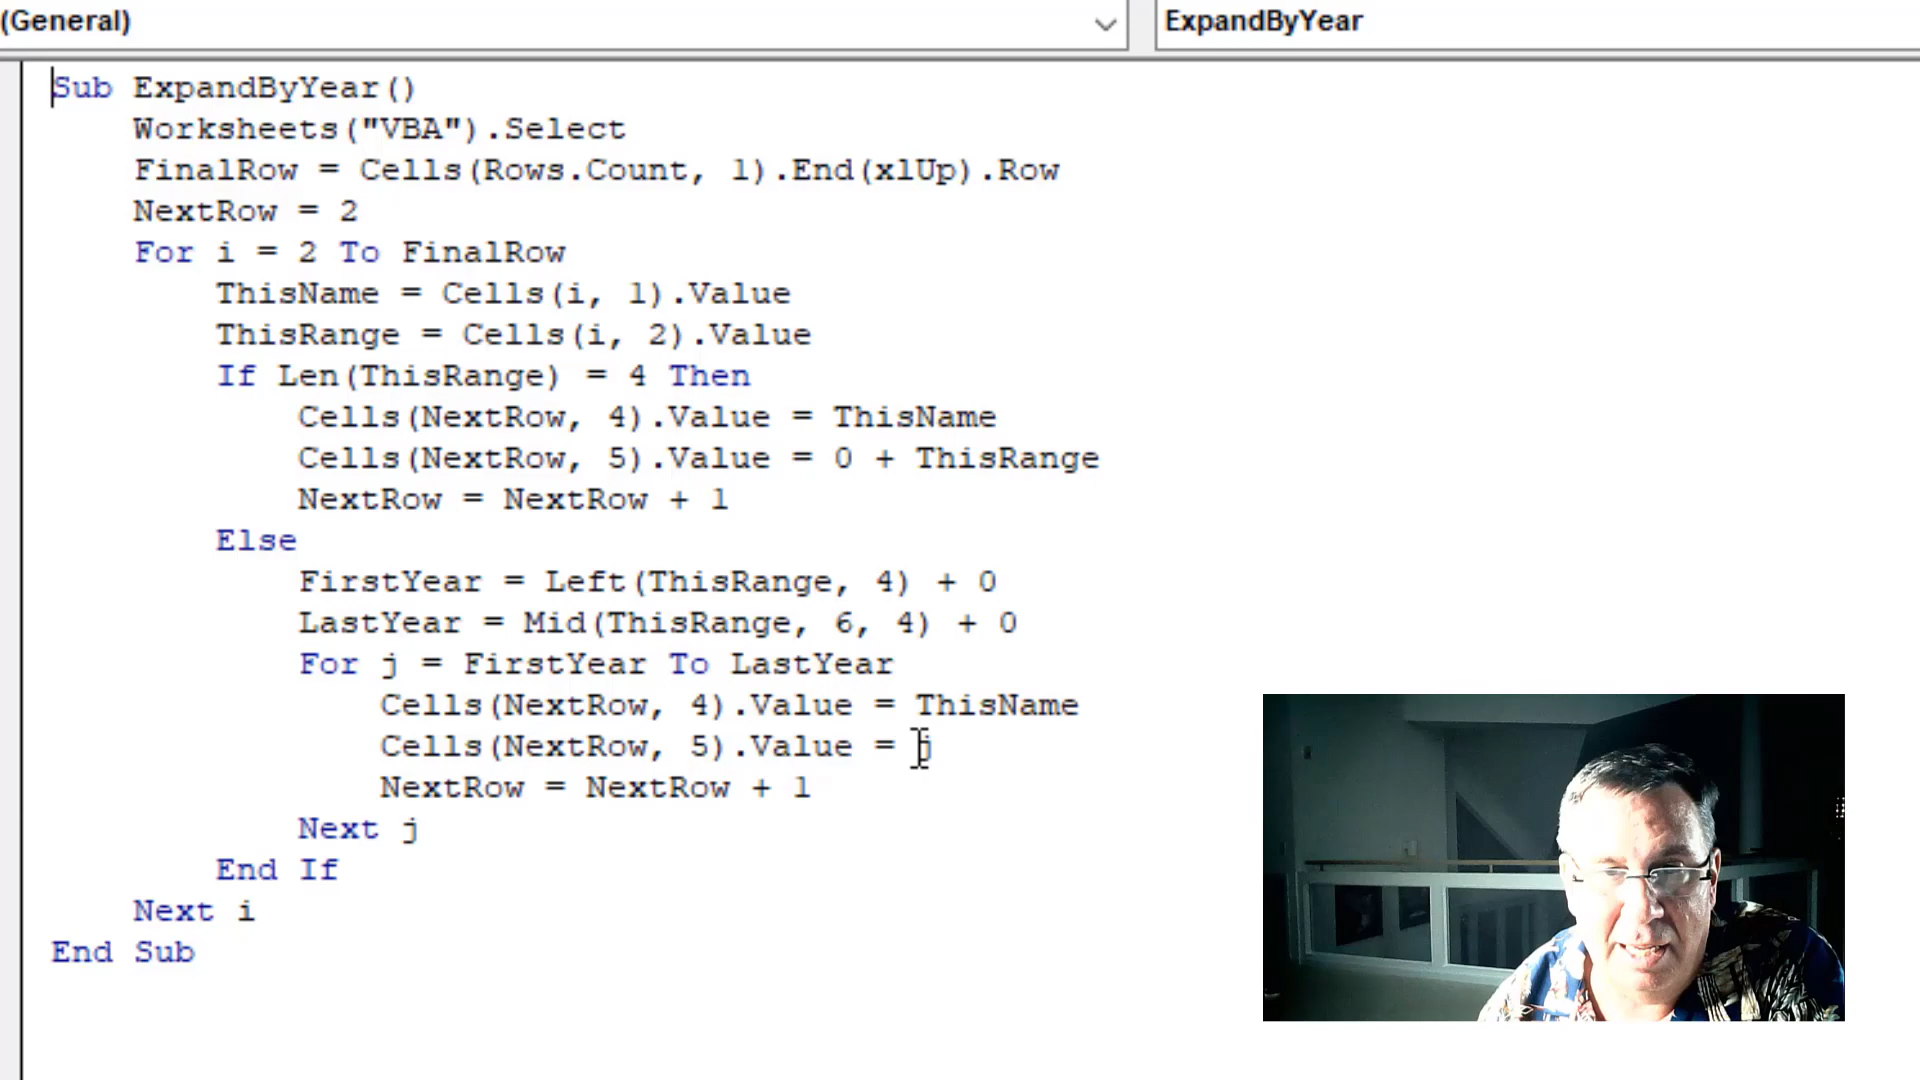 (General) ExpandByYear
Sub ExpandByYear()
Worksheets("VBA").Select
FinalRow = Cells(Rows.Count, 1).End(xlUp).Row
NextRow = 2
For i = 2 To FinalRow
ThisName = Cells(i, 1).Value
ThisRange = Cells(i, 2).Value
If Len(ThisRange) = 4 Then
Cells(NextRow, 4).Value = ThisName
Cells(NextRow, 5).Value = 0 + ThisRange
NextRow = NextRow + 1
Else
FirstYear = Left(ThisRange, 4) + 0
LastYear = Mid(ThisRange, 6, 4) + 0
For j = FirstYear To LastYear
Cells(NextRow, 4).Value = ThisName
Cells(NextRow, 5).Value = j
NextRow = NextRow + 1
Next j
End If
Next i
End Sub